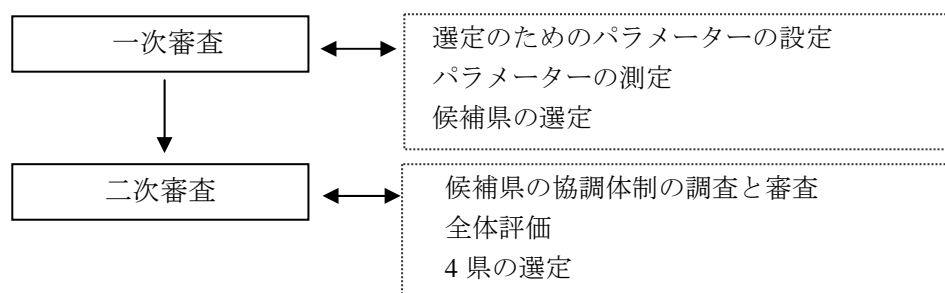 一次審査
選定のためのパラメーターの設定
パラメーターの測定
候補県の選定
二次審査
候補県の協調体制の調査と審査
全体評価
4 県の選定